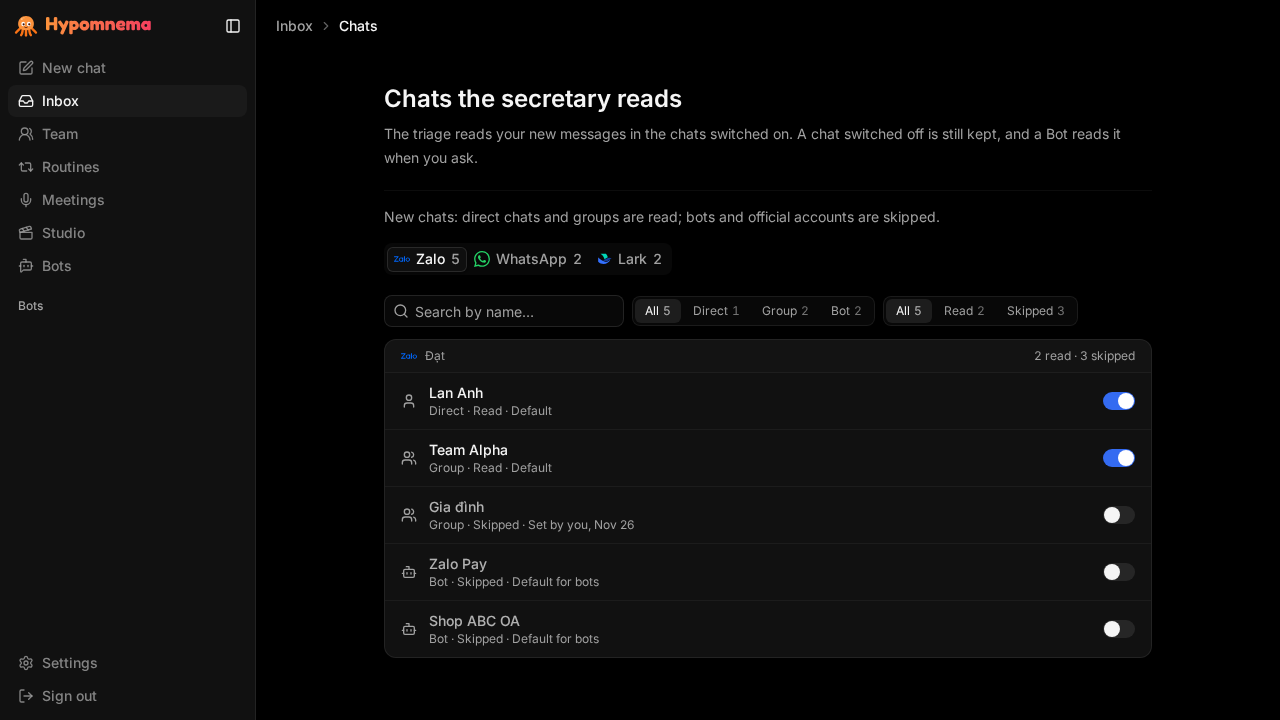 Hypomnema
New chat
Inbox
Team
Routines
Meetings
Studio
Bots
Bots
Settings
Sign out
Inbox > Chats
Chats the secretary reads
The triage reads your new messages in the chats switched on. A chat switched off is still kept, and a Bot reads it
when you ask.
New chats: direct chats and groups are read; bots and official accounts are skipped.
Zalo Zalo 5 WhatsApp 2 Lark 2
Search by name... All 5 Direct 1 Group 2 Bot 2 All 5 Read 2 Skipped 3
Zalo Đạt 2 read · 3 skipped
Lan Anh
Direct · Read · Default
Team Alpha
Group · Read · Default
Gia đình
Group · Skipped · Set by you, Nov 26
Zalo Pay
Bot · Skipped · Default for bots
Shop ABC OA
Bot · Skipped · Default for bots